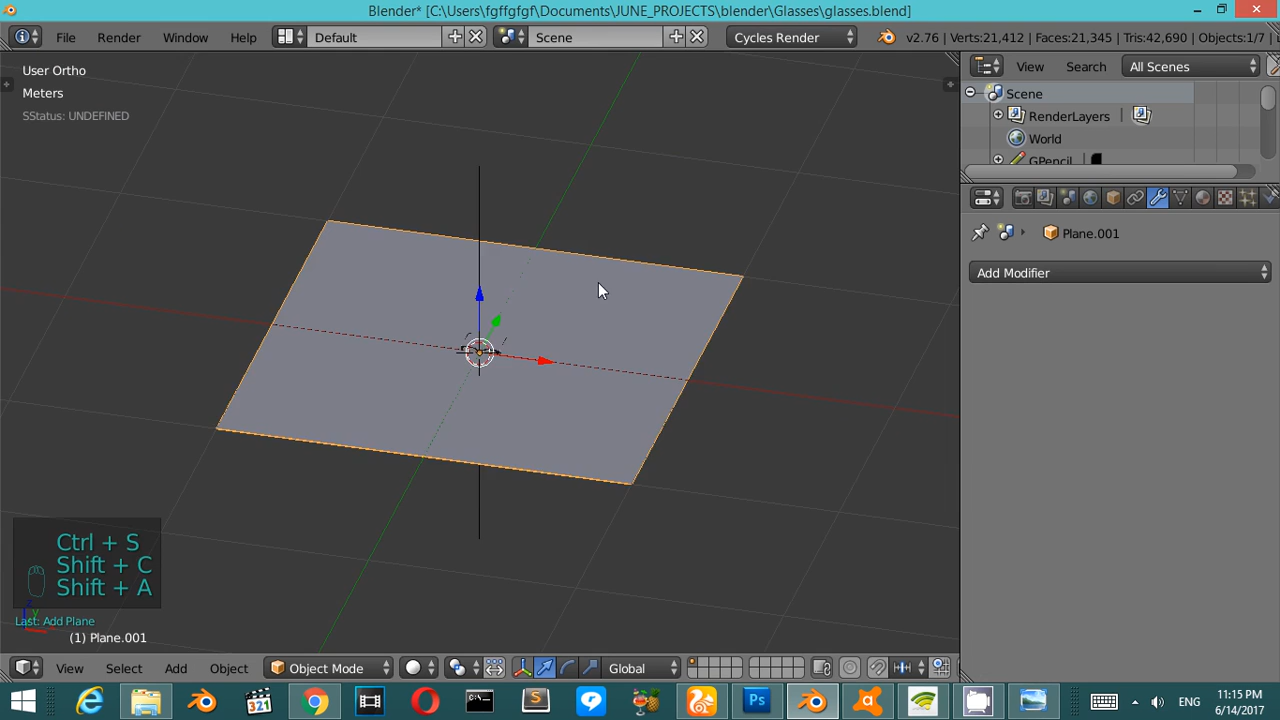 Blender* [C:\Users\fgffgfgf\Documents\JUNE_PROJECTS\blender\Glasses\glasses.blend]
File Render Window Help Default Scene Cycles Render v2.76 | Verts:21,412 | Faces:21,345 | Tris:42,690 | Objects:1/7 |
User Ortho
Meters
SStatus: UNDEFINED
View Search All Scenes
Scene
RenderLayers
World
GPencil
Plane.001
Add Modifier
Ctrl + S
Shift + C
Shift + A
Last: Add Plane
(1) Plane.001
View Select Add Object Object Mode Global
11:15 PM
6/14/2017